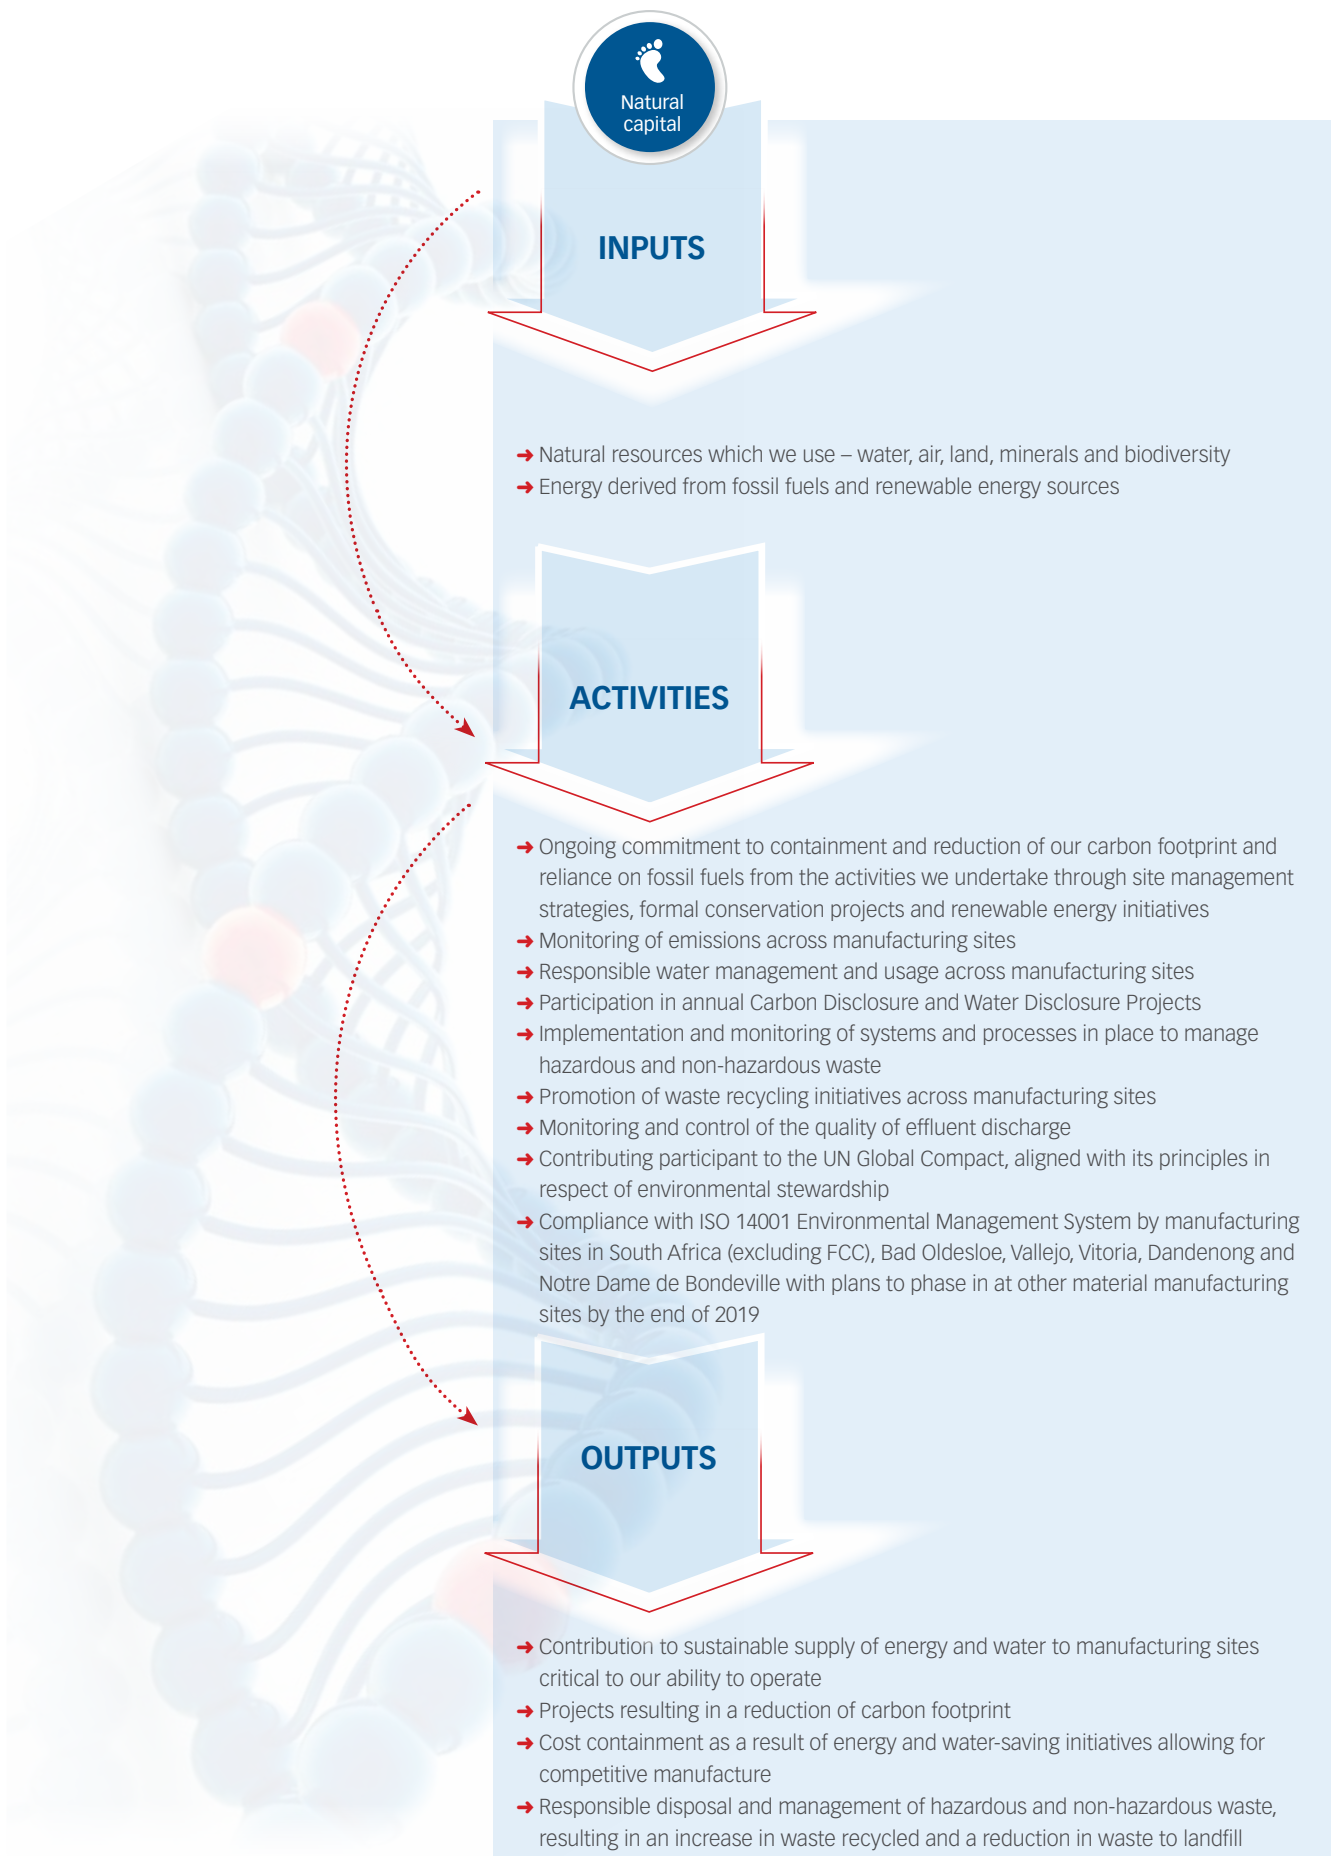 Natural
capital
INPUTS
➜ Natural resources which we use – water, air, land, minerals and biodiversity
➜ Energy derived from fossil fuels and renewable energy sources
ACTIVITIES
➜ Ongoing commitment to containment and reduction of our carbon footprint and
reliance on fossil fuels from the activities we undertake through site management
strategies, formal conservation projects and renewable energy initiatives
➜ Monitoring of emissions across manufacturing sites
➜ Responsible water management and usage across manufacturing sites
➜ Participation in annual Carbon Disclosure and Water Disclosure Projects
➜ Implementation and monitoring of systems and processes in place to manage
hazardous and non-hazardous waste
➜ Promotion of waste recycling initiatives across manufacturing sites
➜ Monitoring and control of the quality of effluent discharge
➜ Contributing participant to the UN Global Compact, aligned with its principles in
respect of environmental stewardship
➜ Compliance with ISO 14001 Environmental Management System by manufacturing
sites in South Africa (excluding FCC), Bad Oldesloe, Vallejo, Vitoria, Dandenong and
Notre Dame de Bondeville with plans to phase in at other material manufacturing
sites by the end of 2019
OUTPUTS
➜ Contribution to sustainable supply of energy and water to manufacturing sites
critical to our ability to operate
➜ Projects resulting in a reduction of carbon footprint
➜ Cost containment as a result of energy and water-saving initiatives allowing for
competitive manufacture
➜ Responsible disposal and management of hazardous and non-hazardous waste,
resulting in an increase in waste recycled and a reduction in waste to landfill